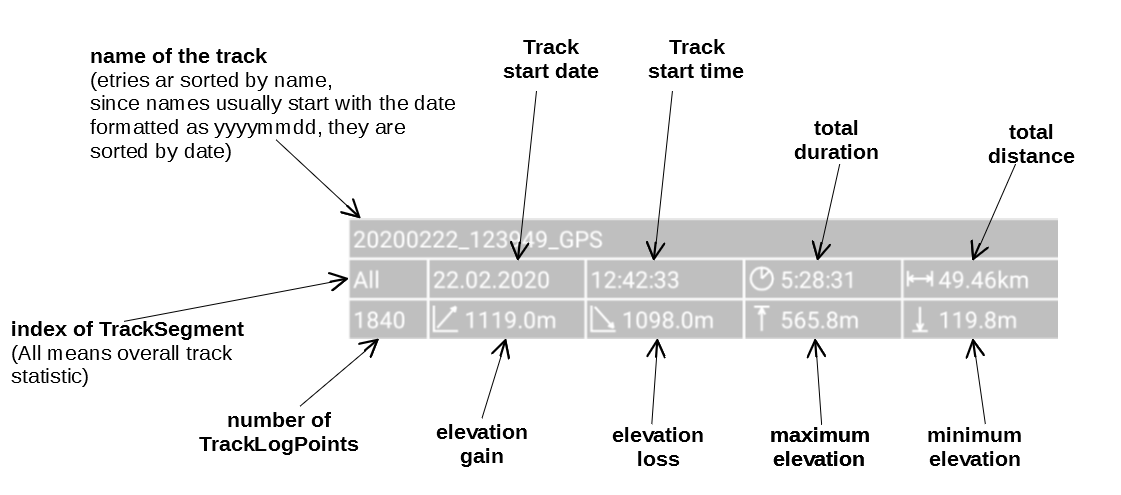 name of the track
(etries ar sorted by name,
since names usually start with the date
formatted as yyyymmdd, they are
sorted by date)
Track
start date
Track
start time
total
duration
total
distance
20200222_123949_GPS
All 22.02.2020 12:42:33 5:28:31 49.46km
1840 1119.0m 1098.0m 565.8m 119.8m
index of TrackSegment
(All means overall track
statistic)
number of
TrackLogPoints
elevation
gain
elevation
loss
maximum
elevation
minimum
elevation